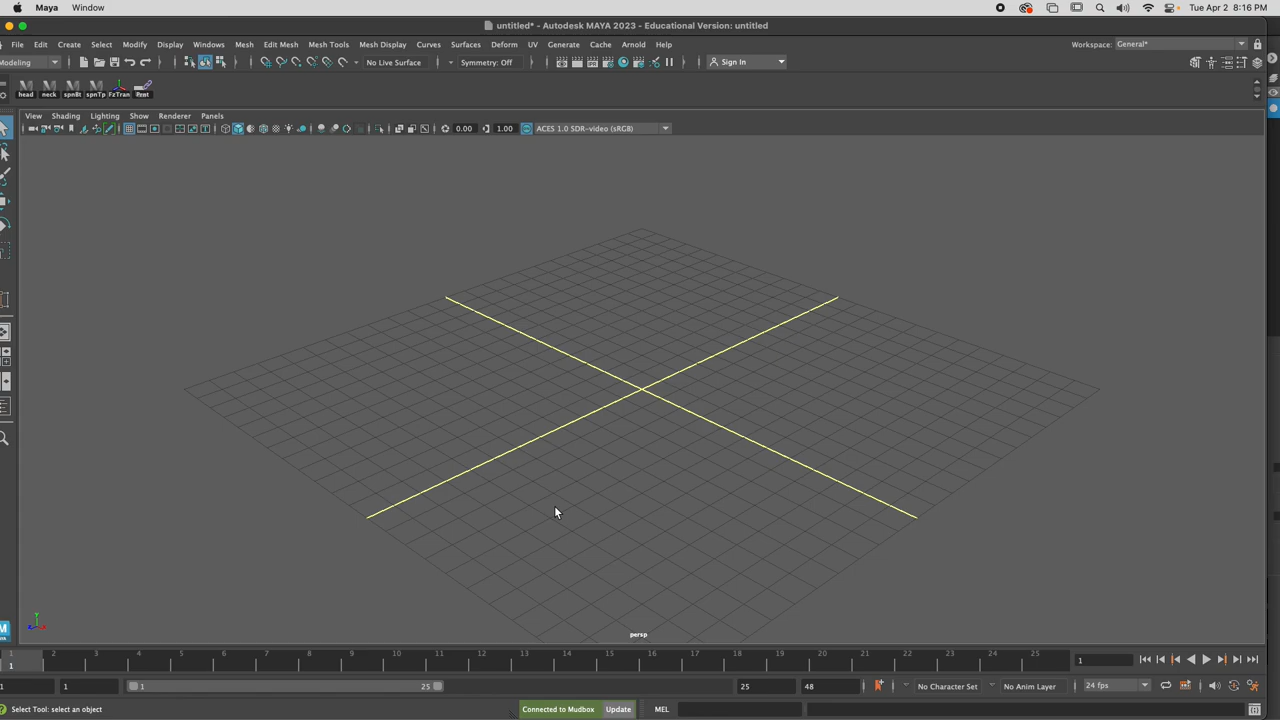 Maya Window Tue Apr 2 8:16 PM
untitled* - Autodesk MAYA 2023 - Educational Version: untitled
File Edit Create Select Modify Display Windows Mesh Edit Mesh Mesh Tools Mesh Display Curves Surfaces Deform UV Generate Cache Arnold Help Workspace: General*
Modeling No Live Surface Symmetry: Off Sign In
head neck spnBt spnTp FzTran Prnt
View Shading Lighting Show Renderer Panels
0.00 1.00 ACES 1.0 SDR-video (sRGB)
persp
1 2 3 4 5 6 7 8 9 10 11 12 13 14 15 16 17 18 19 20 21 22 23 24 25
1 1
1 1 1 25 25 48 No Character Set No Anim Layer 24 fps
Select Tool: select an object Connected to Mudbox Update MEL